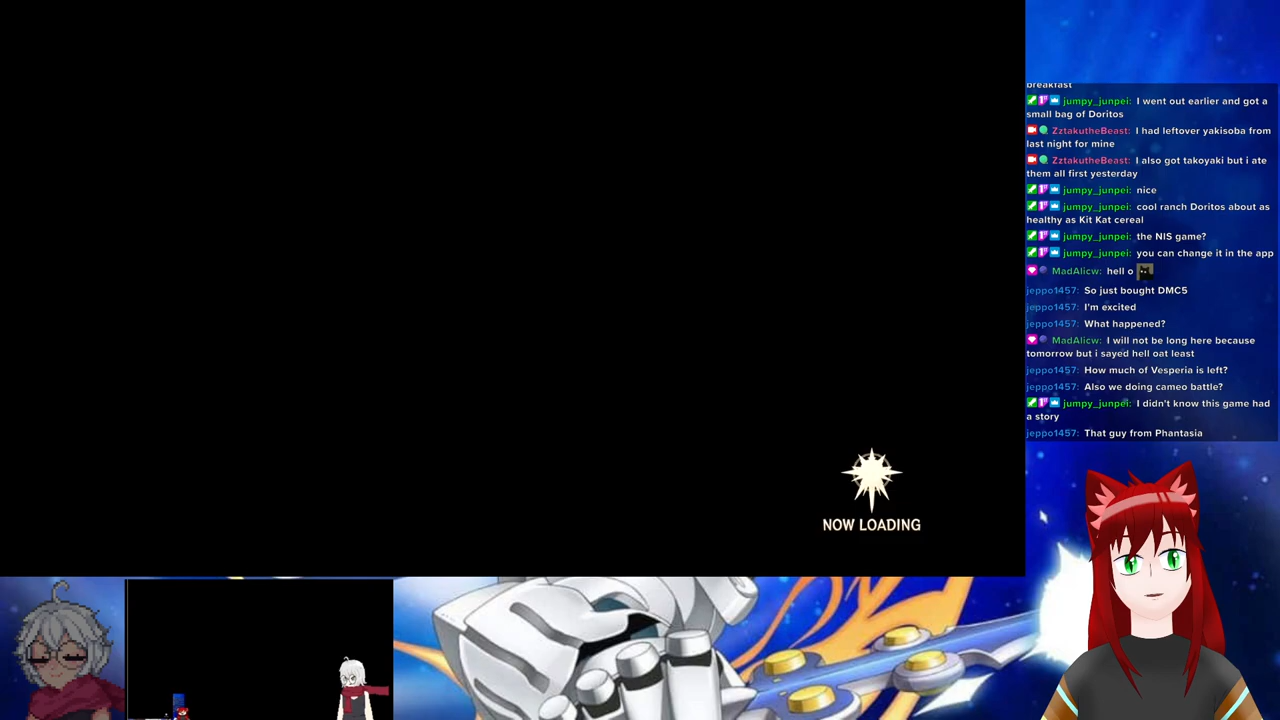 breakfast
jumpy_junpei: I went out earlier and got a
small bag of Doritos
ZztakutheBeast: I had leftover yakisoba from
last night for mine
ZztakutheBeast: I also got takoyaki but i ate
them all first yesterday
jumpy_junpei: nice
jumpy_junpei: cool ranch Doritos about as
healthy as Kit Kat cereal
jumpy_junpei: the NIS game?
jumpy_junpei: you can change it in the app
MadAlicw: hell o
jeppo1457: So just bought DMC5
jeppo1457: I'm excited
jeppo1457: What happened?
MadAlicw: I will not be long here because
tomorrow but i sayed hell oat least
jeppo1457: How much of Vesperia is left?
jeppo1457: Also we doing cameo battle?
jumpy_junpei: I didn't know this game had
a story
jeppo1457: That guy from Phantasia
NOW LOADING